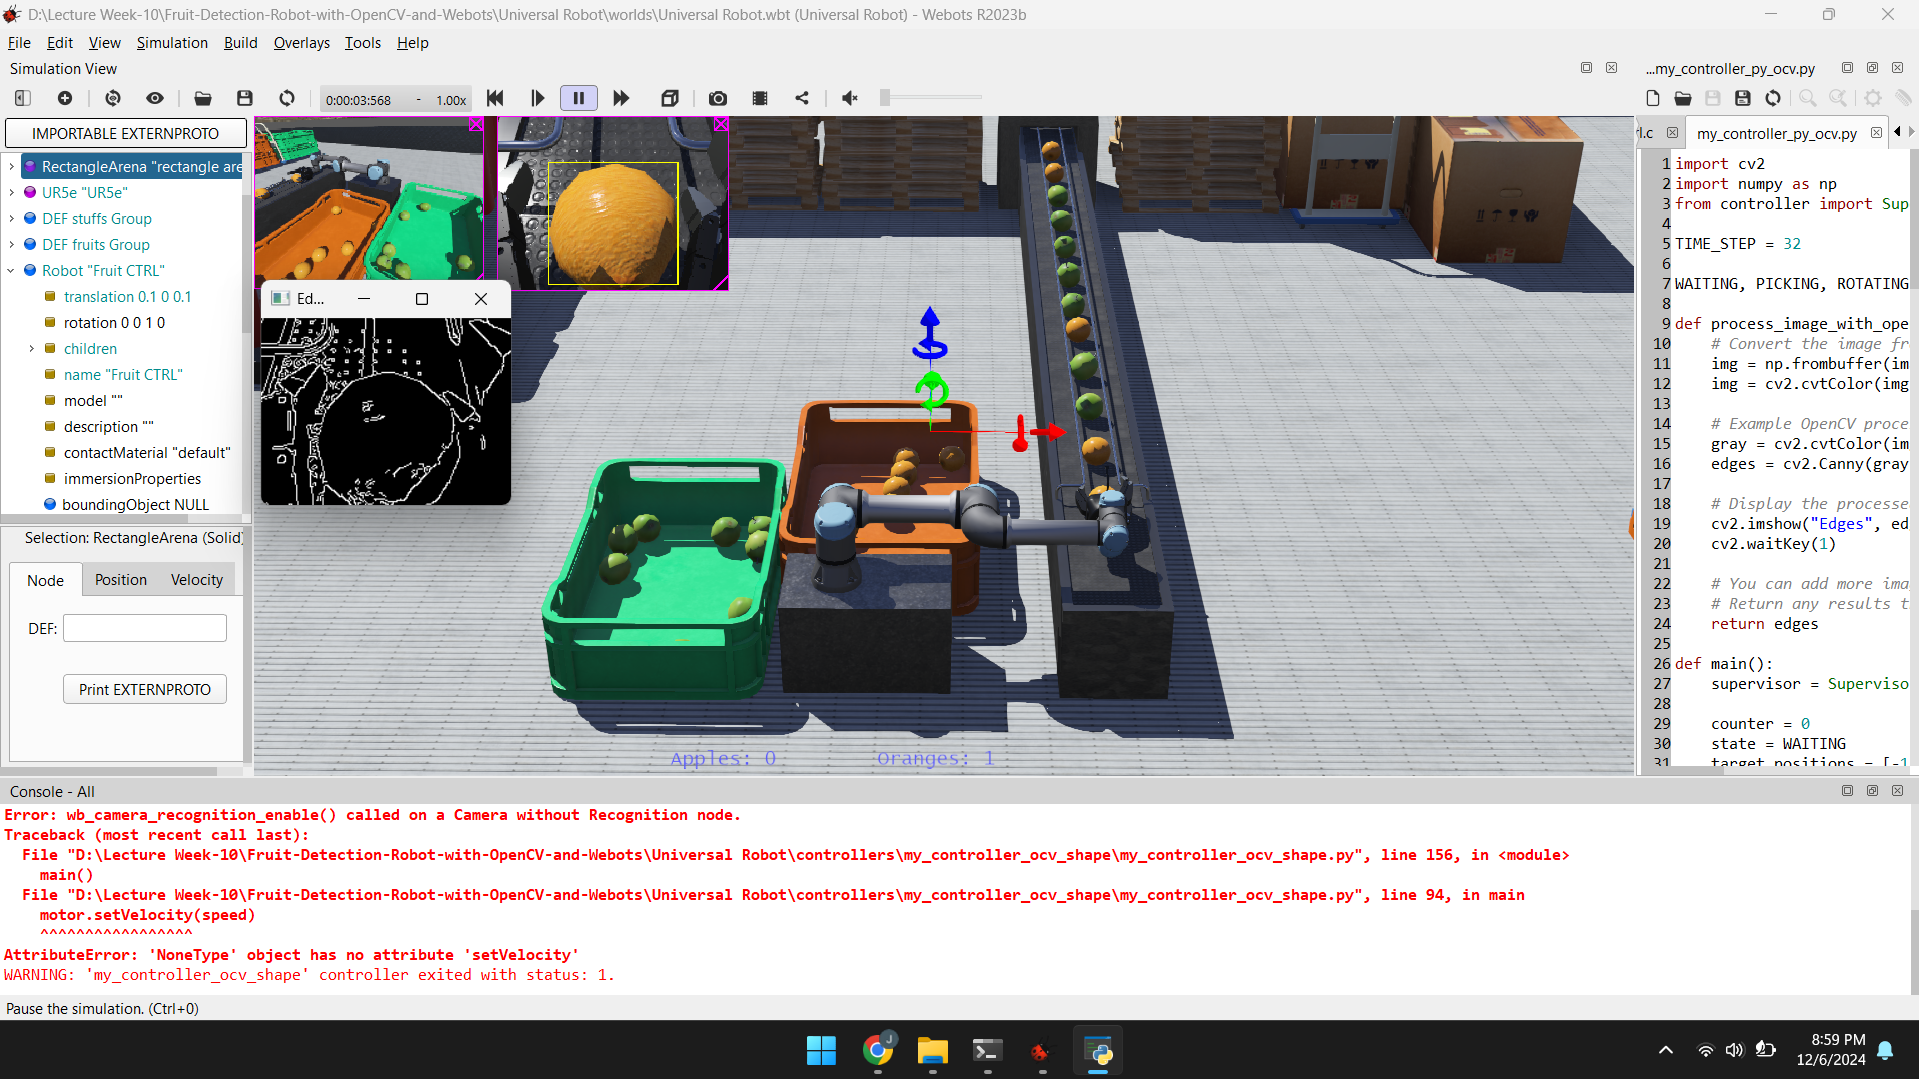 D:\Lecture Week-10\Fruit-Detection-Robot-with-OpenCV-and-Webots\Universal Robot\worlds\Universal Robot.wbt (Universal Robot) - Webots R2023b
File Edit View Simulation Build Overlays Tools Help
Simulation View
0:00:03:568 - 1.00x
IMPORTABLE EXTERNPROTO
RectangleArena "rectangle are
UR5e "UR5e"
DEF stuffs Group
DEF fruits Group
Robot "Fruit CTRL"
translation 0.1 0 0.1
rotation 0 0 1 0
children
name "Fruit CTRL"
model ""
description ""
contactMaterial "default"
immersionProperties
boundingObject NULL
Selection: RectangleArena (Solid)
Node Position Velocity
DEF:
Print EXTERNPROTO
Ed...
Apples: 0 Oranges: 1
...my_controller_py_ocv.py
l.c my_controller_py_ocv.py
1 import cv2
2 import numpy as np
3 from controller import Sup
4
5 TIME_STEP = 32
6
7 WAITING, PICKING, ROTATING
8
9 def process_image_with_ope
10 # Convert the image fr
11 img = np.frombuffer(im
12 img = cv2.cvtColor(img
13
14 # Example OpenCV proce
15 gray = cv2.cvtColor(im
16 edges = cv2.Canny(gray
17
18 # Display the processe
19 cv2.imshow("Edges", ed
20 cv2.waitKey(1)
21
22 # You can add more ima
23 # Return any results t
24 return edges
25
26 def main():
27 supervisor = Superviso
28
29 counter = 0
30 state = WAITING
31 target_positions = [-1
Console - All
Error: wb_camera_recognition_enable() called on a Camera without Recognition node.
Traceback (most recent call last):
File "D:\Lecture Week-10\Fruit-Detection-Robot-with-OpenCV-and-Webots\Universal Robot\controllers\my_controller_ocv_shape\my_controller_ocv_shape.py", line 156, in <module>
main()
File "D:\Lecture Week-10\Fruit-Detection-Robot-with-OpenCV-and-Webots\Universal Robot\controllers\my_controller_ocv_shape\my_controller_ocv_shape.py", line 94, in main
motor.setVelocity(speed)
^^^^^^^^^^^^^^^^^
AttributeError: 'NoneType' object has no attribute 'setVelocity'
WARNING: 'my_controller_ocv_shape' controller exited with status: 1.
Pause the simulation. (Ctrl+0)
J
8:59 PM
12/6/2024